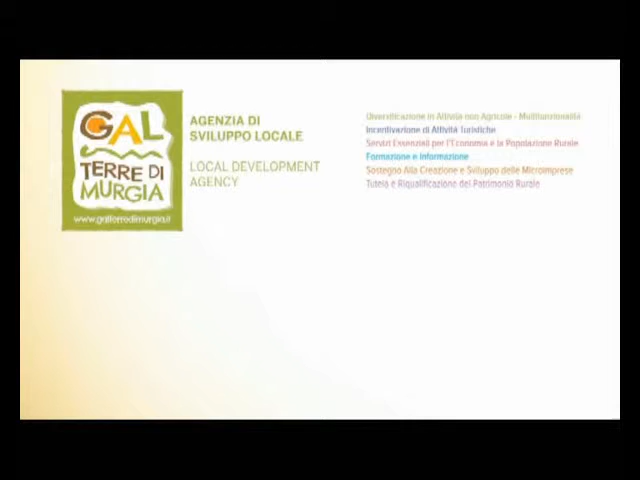 GAL
TERRE DI
MURGIA
www.galterredimurgia.it
AGENZIA DI
SVILUPPO LOCALE
LOCAL DEVELOPMENT
AGENCY
Diversificazione in Attività non Agricole - Multifunzionalità
Incentivazione di Attività Turistiche
Servizi Essenziali per l'Economia e la Popolazione Rurale
Formazione e Informazione
Sostegno Alla Creazione e Sviluppo delle Microimprese
Tutela e Riqualificazione del Patrimonio Rurale